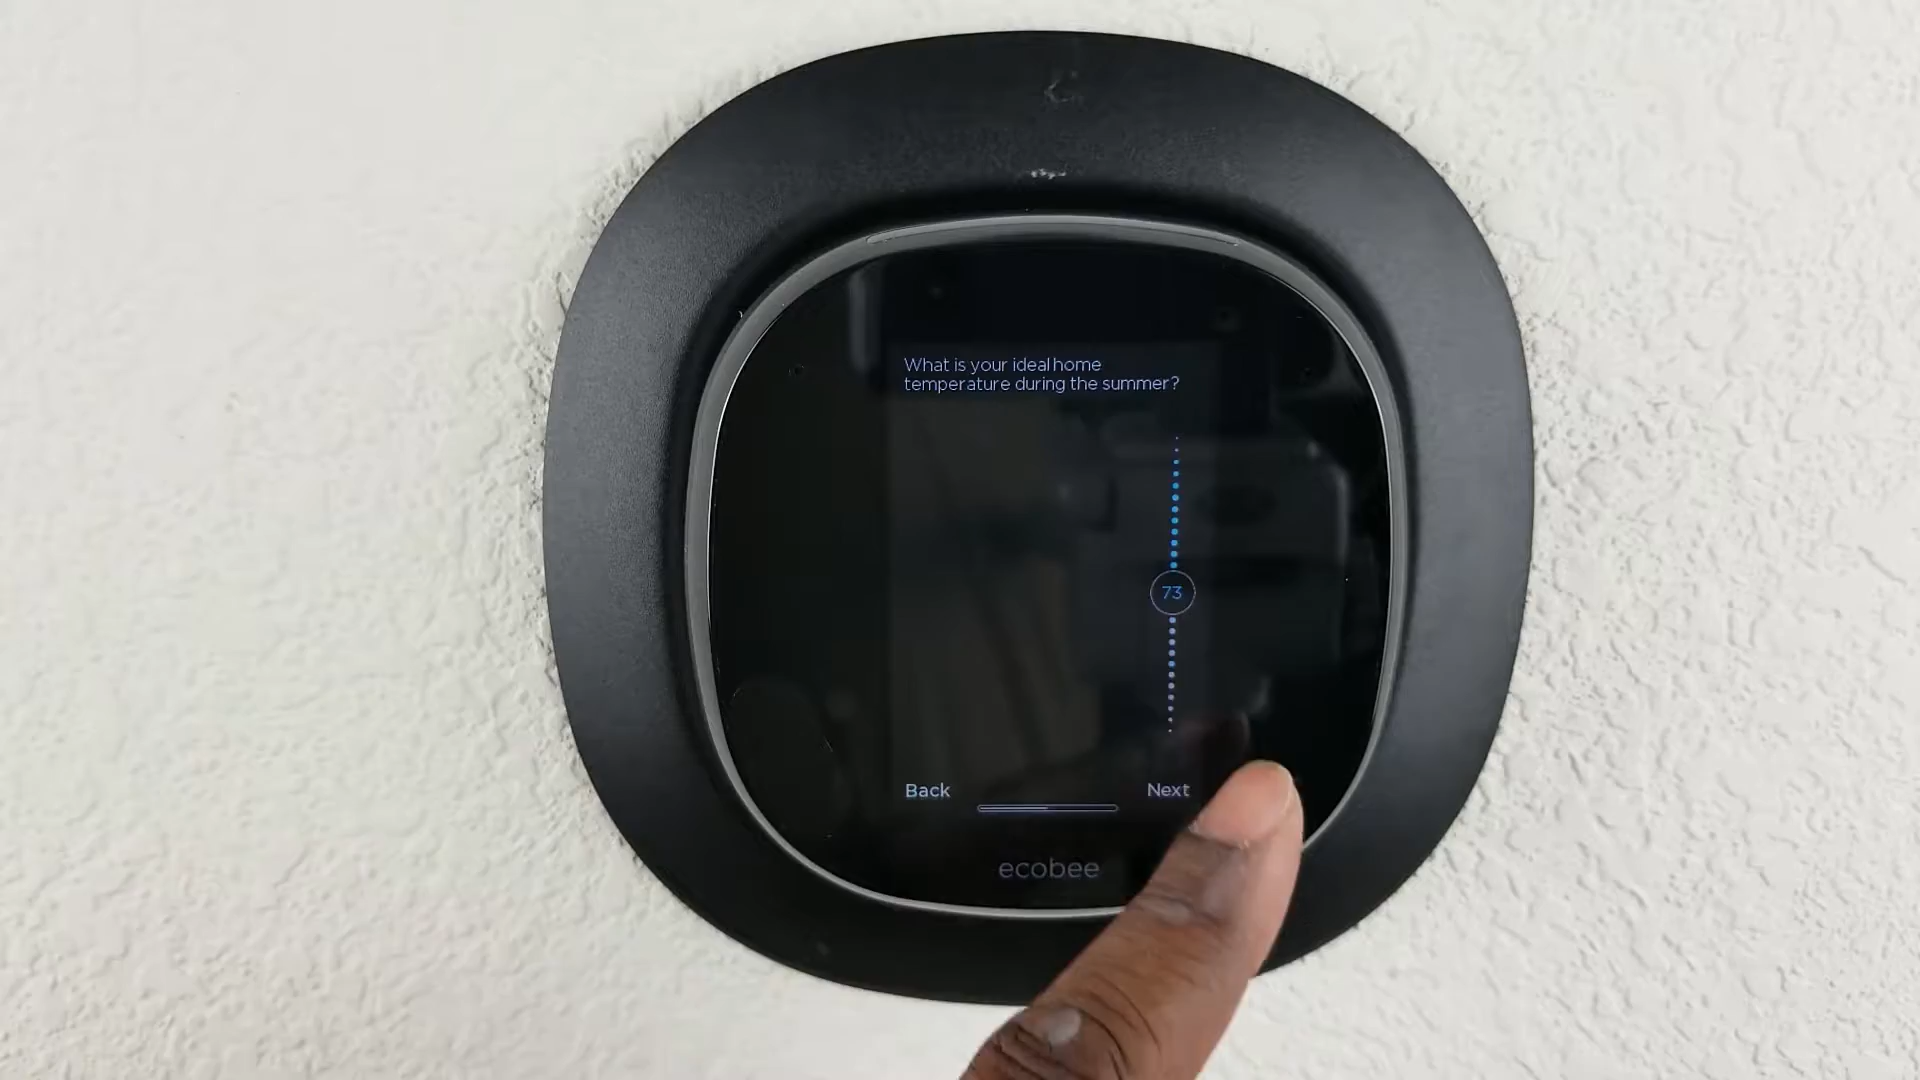 What is your ideal home
temperature during the summer?
73
Back
Next
ecobee